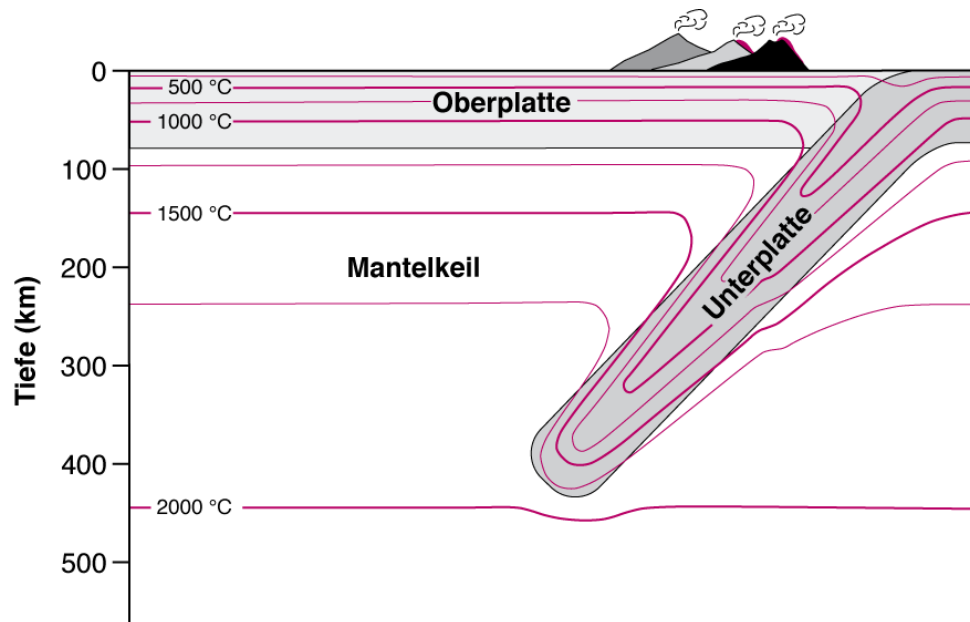 0
500 °C
Oberplatte
1000 °C
100
1500 °C
200
Mantelkeil
Unterplatte
300
Tiefe (km)
400
2000 °C
500